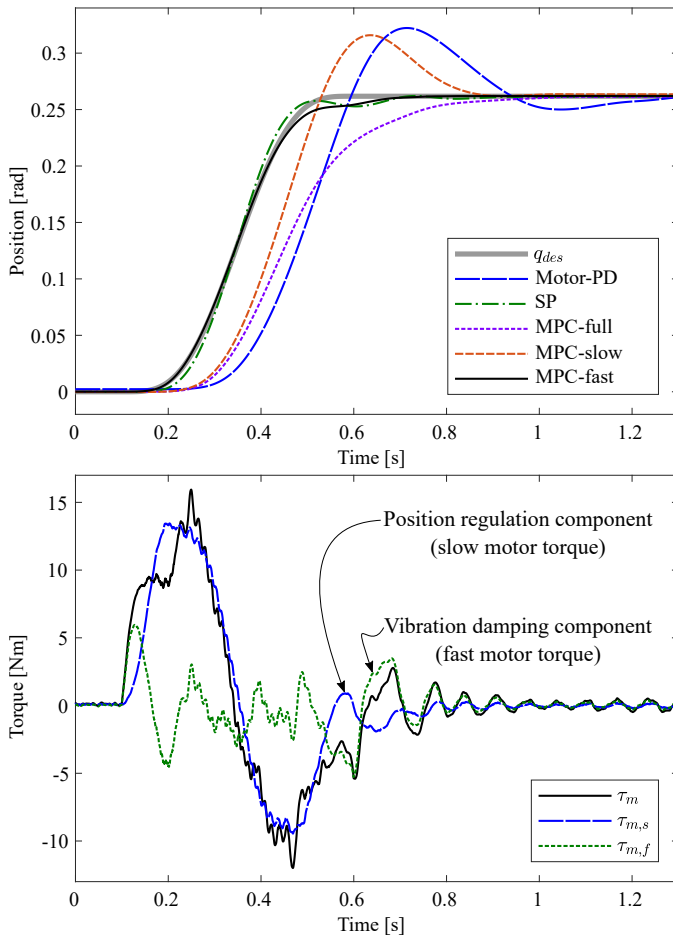 0.3
0.25
0.2
0.15
0.1
0.05
0
Position [rad]
q_des
Motor-PD
SP
MPC-full
MPC-slow
MPC-fast
0 0.2 0.4 0.6 0.8 1 1.2
Time [s]
15
10
5
0
-5
-10
Torque [Nm]
Position regulation component
(slow motor torque)
Vibration damping component
(fast motor torque)
τ_m
τ_{m,s}
τ_{m,f}
0 0.2 0.4 0.6 0.8 1 1.2
Time [s]